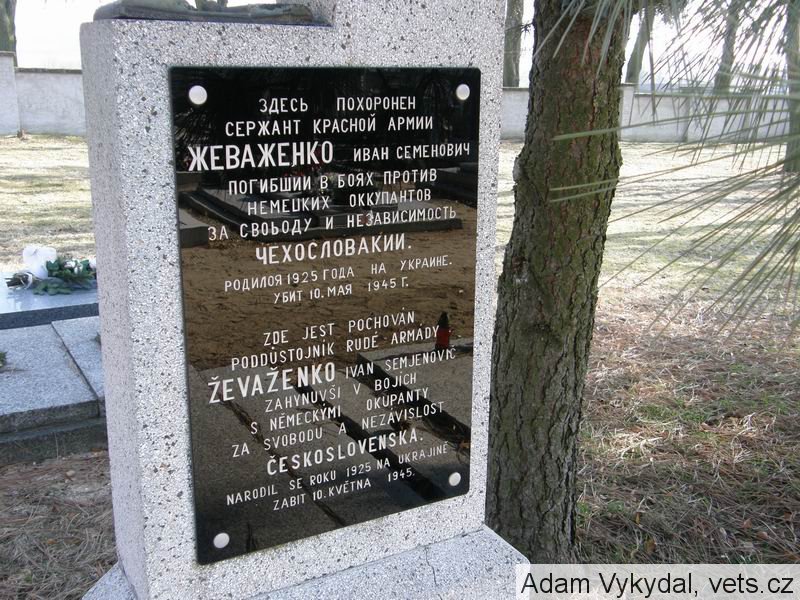 ЗДЕСЬ ПОХОРОНЕН
СЕРЖАНТ КРАСНОЙ АРМИИ
ЖЕВАЖЕНКО ИВАН СЕМЕНОВИЧ
ПОГИБШИЙ В БОЯХ ПРОТИВ
НЕМЕЦКИХ ОККУПАНТОВ
ЗА СВОЬОДУ И НЕЗАВИСИМОСТЬ
ЧЕХОСЛОВАКИИ.
РОДИЛОЯ 1925 ГОДА НА УКРАИНЕ.
УБИТ 10. МАЯ 1945 Г.
ZDE JEST POCHOVÁN
PODDŮSTOJNÍK RUDÉ ARMÁDY
ŽEVAŽENKO IVAN SEMJENOVIČ
ZAHYNUVŠI V BOJÍCH
S NĚMECKÝMI OKUPANTY
ZA SVOBODU A NEZÁVISLOST
ČESKOSLOVENSKA.
NARODIL SE ROKU 1925 NA UKRAJINĚ
ZABIT 10. KVĚTNA 1945.
Adam Vykydal, vets.cz